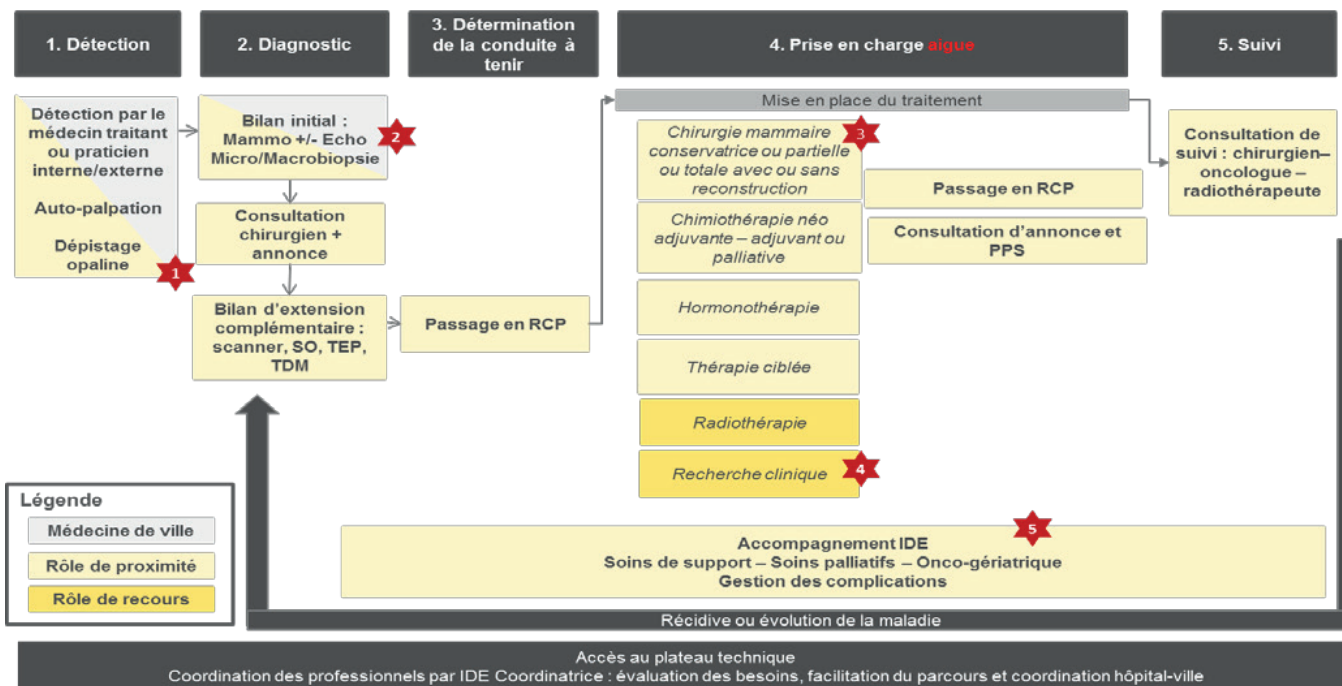 1. Détection
2. Diagnostic
3. Détermination
de la conduite à
tenir
4. Prise en charge aigue
5. Suivi
Détection par le
médecin traitant
ou praticien
interne/externe
Auto-palpation
Dépistage
opaline
1
Bilan initial :
Mammo +/- Echo
Micro/Macrobiopsie
2
Consultation
chirurgien +
annonce
Bilan d'extension
complémentaire :
scanner, SO, TEP,
TDM
Passage en RCP
Mise en place du traitement
Chirurgie mammaire
conservatrice ou partielle
ou totale avec ou sans
reconstruction
3
Chimiothérapie néo
adjuvante – adjuvant ou
palliative
Hormonothérapie
Thérapie ciblée
Radiothérapie
Recherche clinique
4
Passage en RCP
Consultation d'annonce et
PPS
Consultation de
suivi : chirurgien–
oncologue –
radiothérapeute
Légende
Médecine de ville
Rôle de proximité
Rôle de recours
5
Accompagnement IDE
Soins de support – Soins palliatifs – Onco-gériatrique
Gestion des complications
Récidive ou évolution de la maladie
Accès au plateau technique
Coordination des professionnels par IDE Coordinatrice : évaluation des besoins, facilitation du parcours et coordination hôpital-ville